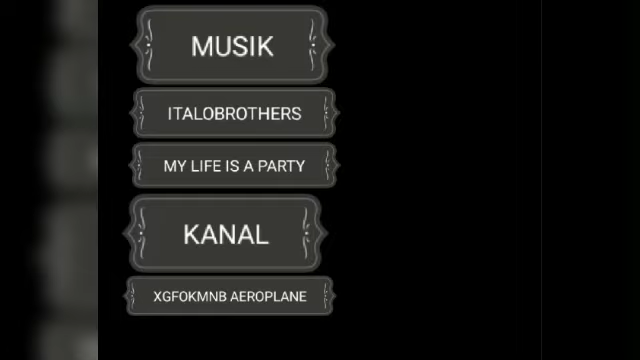 MUSIK
ITALOBROTHERS
MY LIFE IS A PARTY
KANAL
XGFOKMNB AEROPLANE